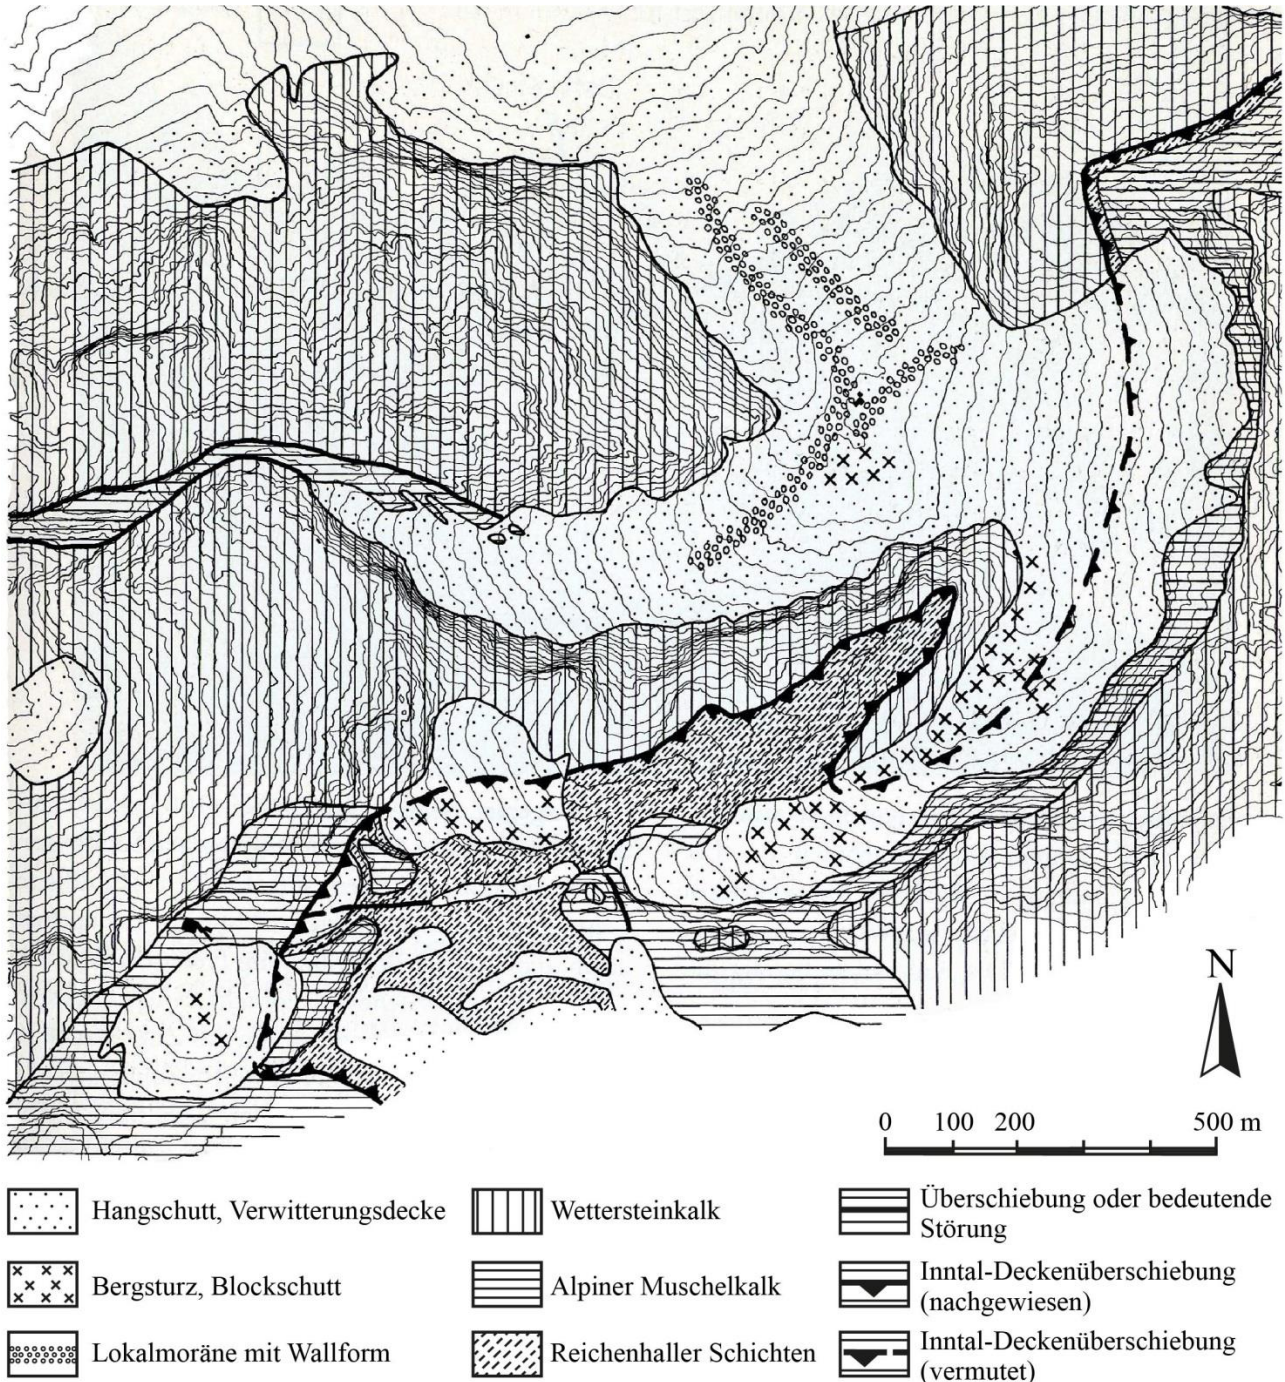 N
0 100 200 500 m
Hangschutt, Verwitterungsdecke
Bergsturz, Blockschutt
Lokalmoräne mit Wallform
Wettersteinkalk
Alpiner Muschelkalk
Reichenhaller Schichten
Überschiebung oder bedeutende
Störung
Inntal-Deckenüberschiebung
(nachgewiesen)
Inntal-Deckenüberschiebung
(vermutet)